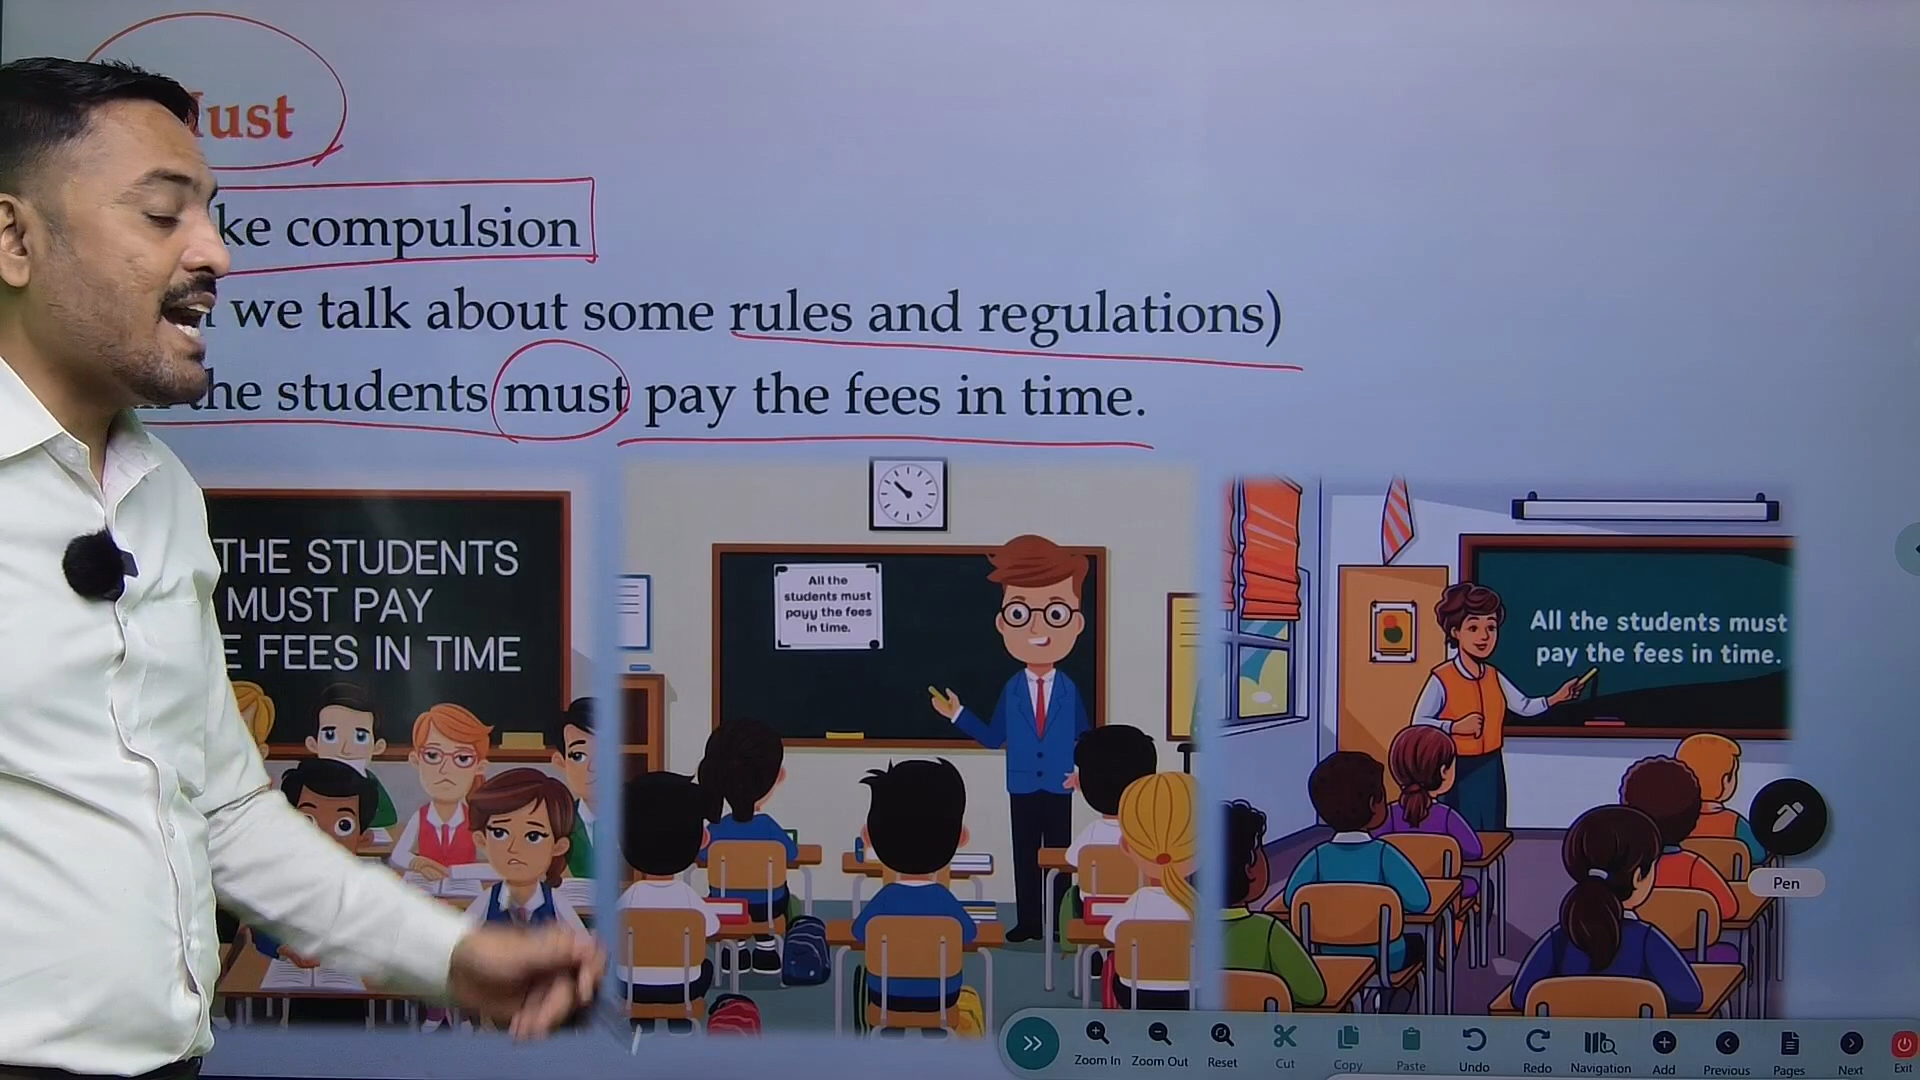 Must
ke compulsion
we talk about some rules and regulations)
the students must pay the fees in time.
THE STUDENTS
MUST PAY
E FEES IN TIME
All the
students must
payy the fees
in time.
All the students must
pay the fees in time.
Pen
Zoom In
Zoom Out
Reset
Cut
Copy
Paste
Undo
Redo
Navigation
Add
Previous
Pages
Next
Exit